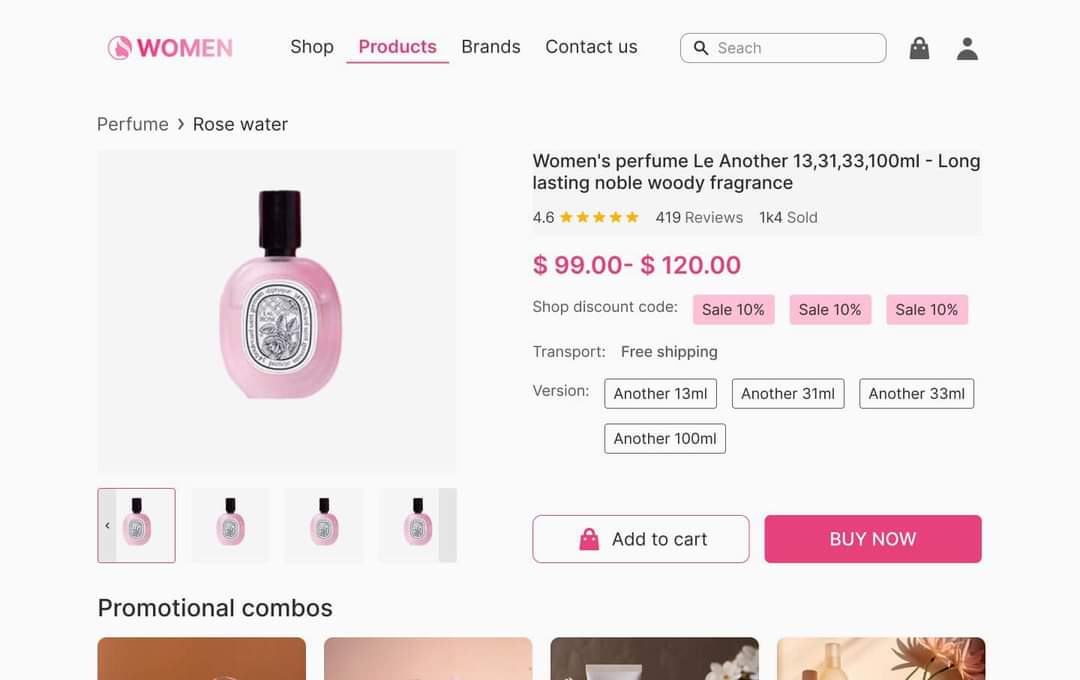 WOMEN
Shop Products Brands Contact us Seach
Perfume > Rose water
Women's perfume Le Another 13,31,33,100ml - Long
lasting noble woody fragrance
4.6 419 Reviews 1k4 Sold
$ 99.00- $ 120.00
Shop discount code: Sale 10% Sale 10% Sale 10%
Transport: Free shipping
Version: Another 13ml Another 31ml Another 33ml
Another 100ml
Add to cart BUY NOW
Promotional combos